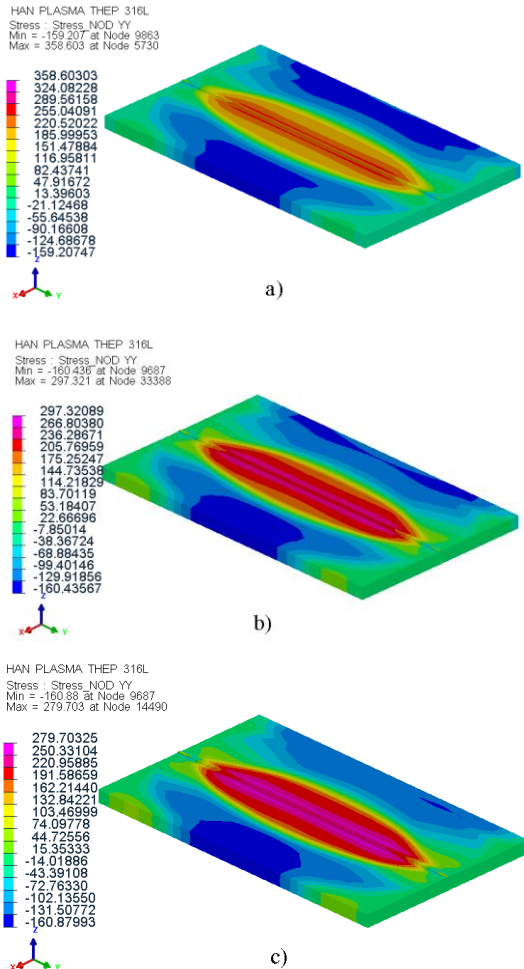 HAN PLASMA THEP 316L
Stress : Stress_NOD YY
Min = -159.207 at Node 9863
Max = 358.603 at Node 5730
358.60303
324.08228
289.56158
255.04091
220.52022
185.99953
151.47884
116.95811
82.43741
47.91672
13.39603
-21.12468
-55.64538
-90.16608
-124.68678
-159.20747
Z
X Y
a)
HAN PLASMA THEP 316L
Stress : Stress_NOD YY
Min = -160.436 at Node 9687
Max = 297.321 at Node 33388
297.32089
266.80380
236.28671
205.76959
175.25247
144.73538
114.21829
83.70119
53.18407
22.66696
-7.85014
-38.36724
-68.88435
-99.40146
-129.91856
-160.43567
Z
X Y
b)
HAN PLASMA THEP 316L
Stress : Stress_NOD YY
Min = -160.88 at Node 9687
Max = 279.703 at Node 14490
279.70325
250.33104
220.95885
191.58659
162.21440
132.84221
103.46999
74.09778
44.72556
15.35333
-14.01886
-43.39108
-72.76330
-102.13550
-131.50772
-160.87993
Z
X Y
c)